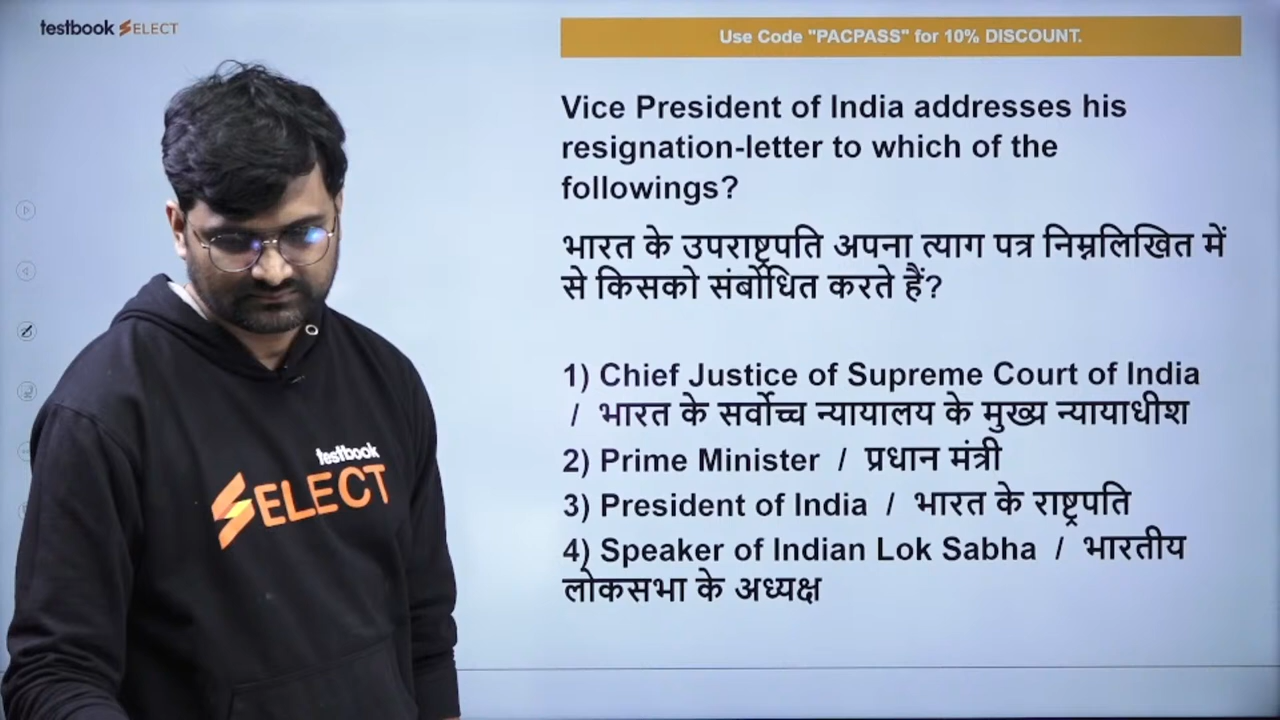 testbook SELECT
Use Code "PACPASS" for 10% DISCOUNT.
Vice President of India addresses his
resignation-letter to which of the
followings?
भारत के उपराष्ट्रपति अपना त्याग पत्र निम्नलिखित में
से किसको संबोधित करते हैं?
1) Chief Justice of Supreme Court of India
/ भारत के सर्वोच्च न्यायालय के मुख्य न्यायाधीश
2) Prime Minister / प्रधान मंत्री
3) President of India / भारत के राष्ट्रपति
4) Speaker of Indian Lok Sabha / भारतीय
लोकसभा के अध्यक्ष
testbook
SELECT